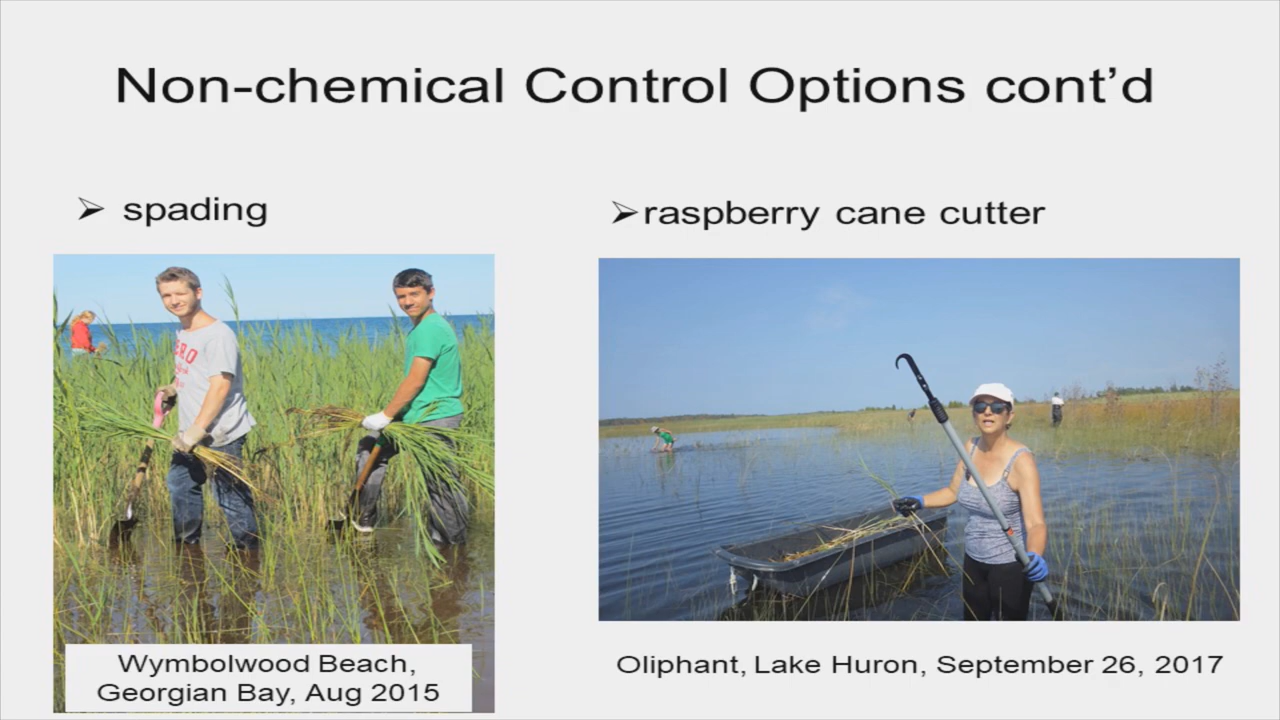 Non-chemical Control Options cont’d
➢ spading
➢raspberry cane cutter
Wymbolwood Beach,
Georgian Bay, Aug 2015
Oliphant, Lake Huron, September 26, 2017